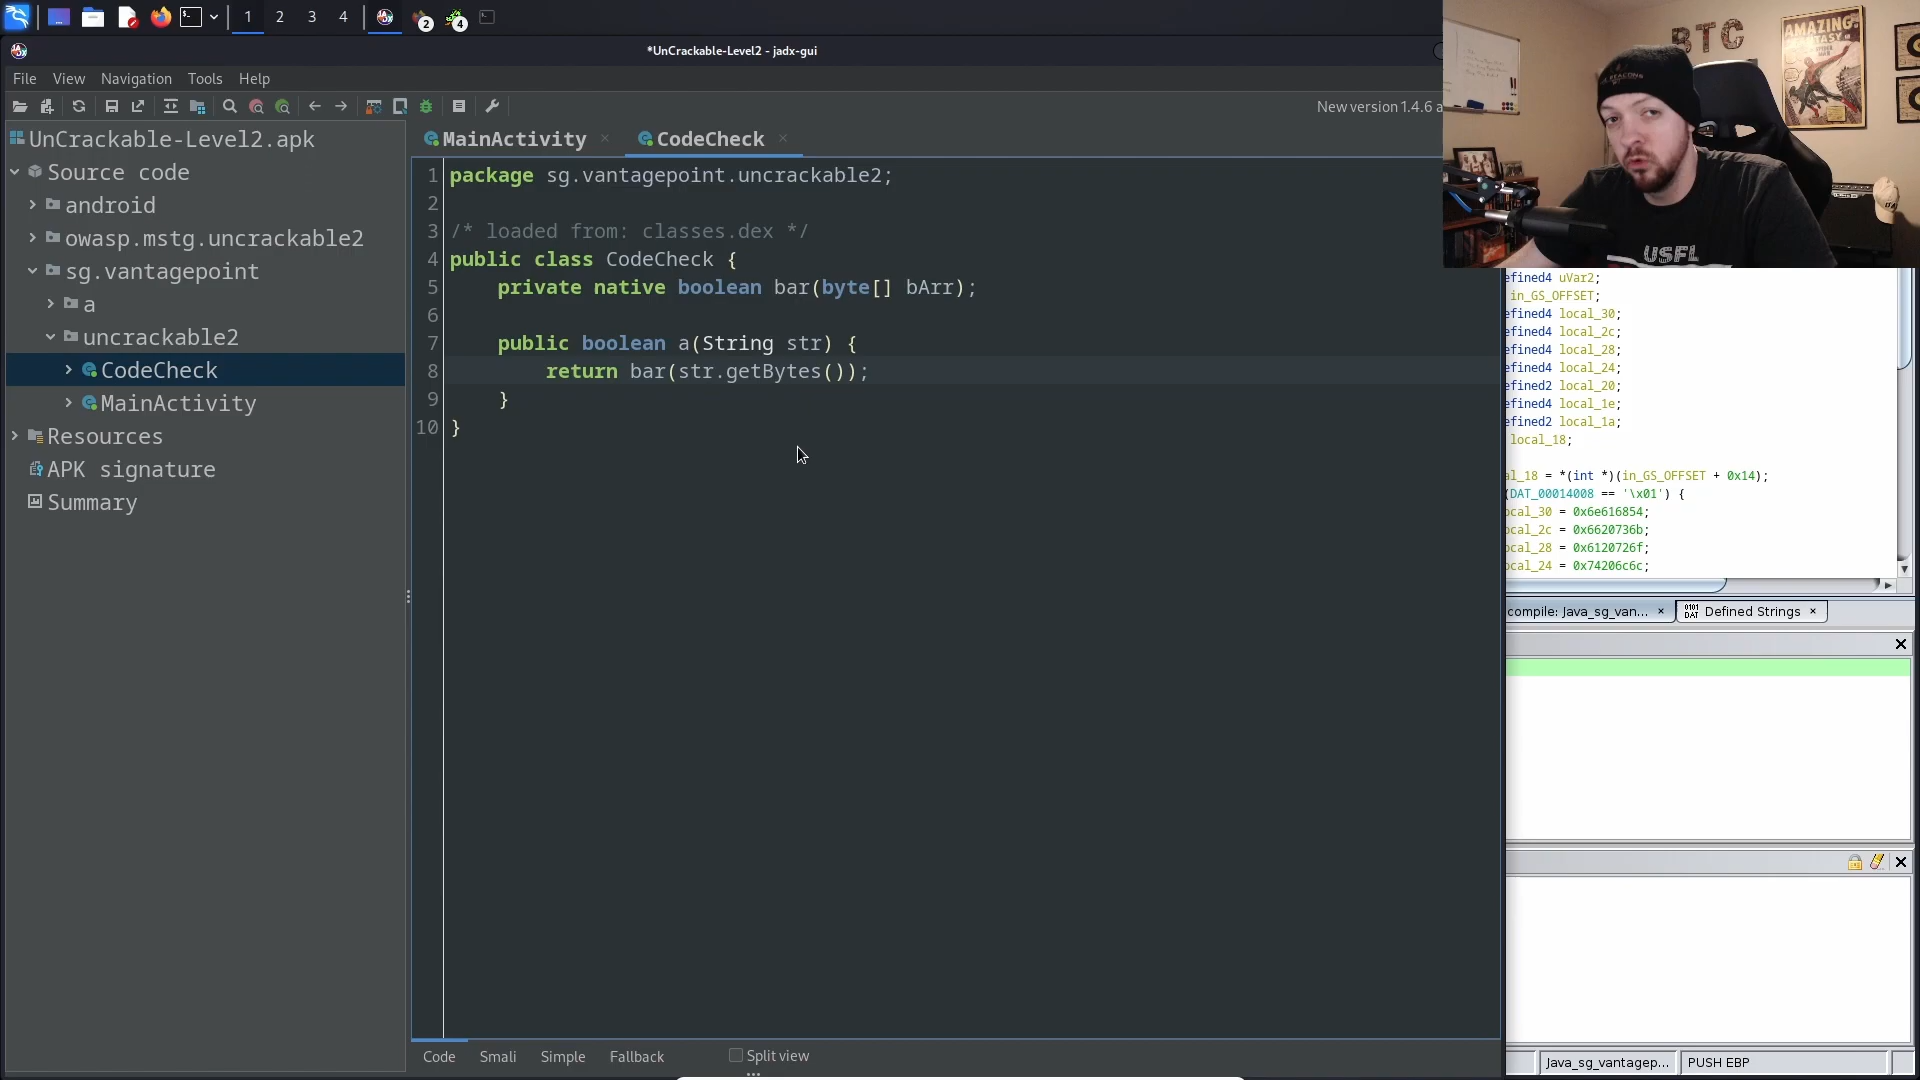 1
2
3
4
2
4
*UnCrackable-Level2 - jadx-gui
File View Navigation Tools Help
New version 1.4.6 a
UnCrackable-Level2.apk
Source code
android
owasp.mstg.uncrackable2
sg.vantagepoint
a
uncrackable2
CodeCheck
MainActivity
Resources
APK signature
Summary
MainActivity
CodeCheck
1 package sg.vantagepoint.uncrackable2;
2
3 /* loaded from: classes.dex */
4 public class CodeCheck {
5 private native boolean bar(byte[] bArr);
6
7 public boolean a(String str) {
8 return bar(str.getBytes());
9 }
10 }
Code Smali Simple Fallback Split view
BTC
AMAZING
FANTASY
USFL
efined4 uVar2;
in_GS_OFFSET;
efined4 local_30;
efined4 local_2c;
efined4 local_28;
efined4 local_24;
efined2 local_20;
efined4 local_1e;
efined2 local_1a;
local_18;
al_18 = *(int *)(in_GS_OFFSET + 0x14);
(DAT_00014008 == '\x01') {
ocal_30 = 0x6e616854;
ocal_2c = 0x6620736b;
ocal_28 = 0x6120726f;
ocal_24 = 0x74206c6c;
compile: Java_sg_van...
Defined Strings
Java_sg_vantagep...
PUSH EBP